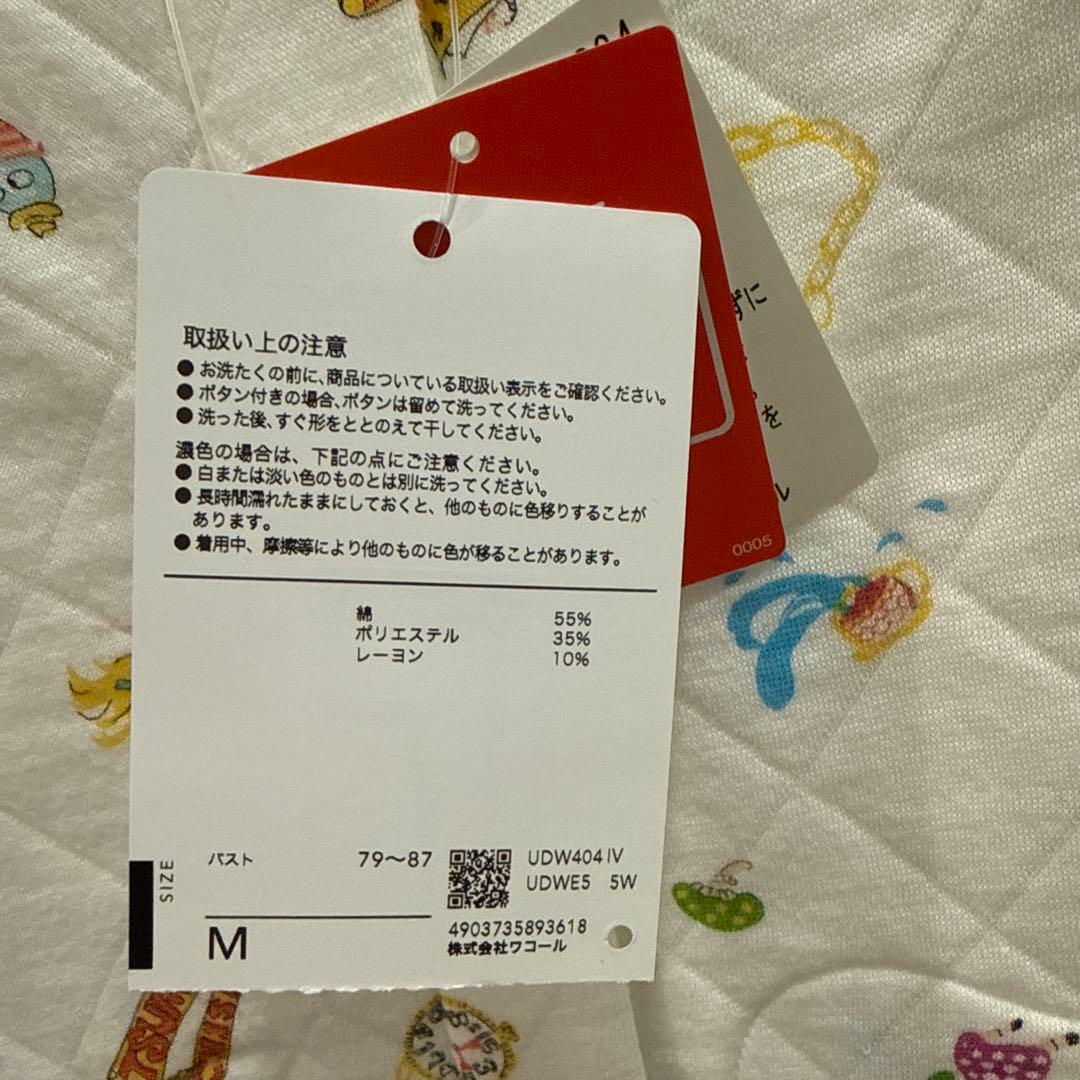 取扱い上の注意
●お洗たくの前に、商品についている取扱い表示をご確認ください。
●ボタン付きの場合、ボタンは留めて洗ってください。
●洗った後、すぐ形をととのえて干してください。
濃色の場合は、下記の点にご注意ください。
●白または淡い色のものとは別に洗ってください。
●長時間濡れたままにしておくと、他のものに色移りすることが
あります。
●着用中、摩擦等により他のものに色が移ることがあります。
綿 55%
ポリエステル 35%
レーヨン 10%
SIZE
バスト 79〜87
M
UDW404 IV
UDWE5 5W
4903735893618
株式会社ワコール
0005
ずに
を
ル